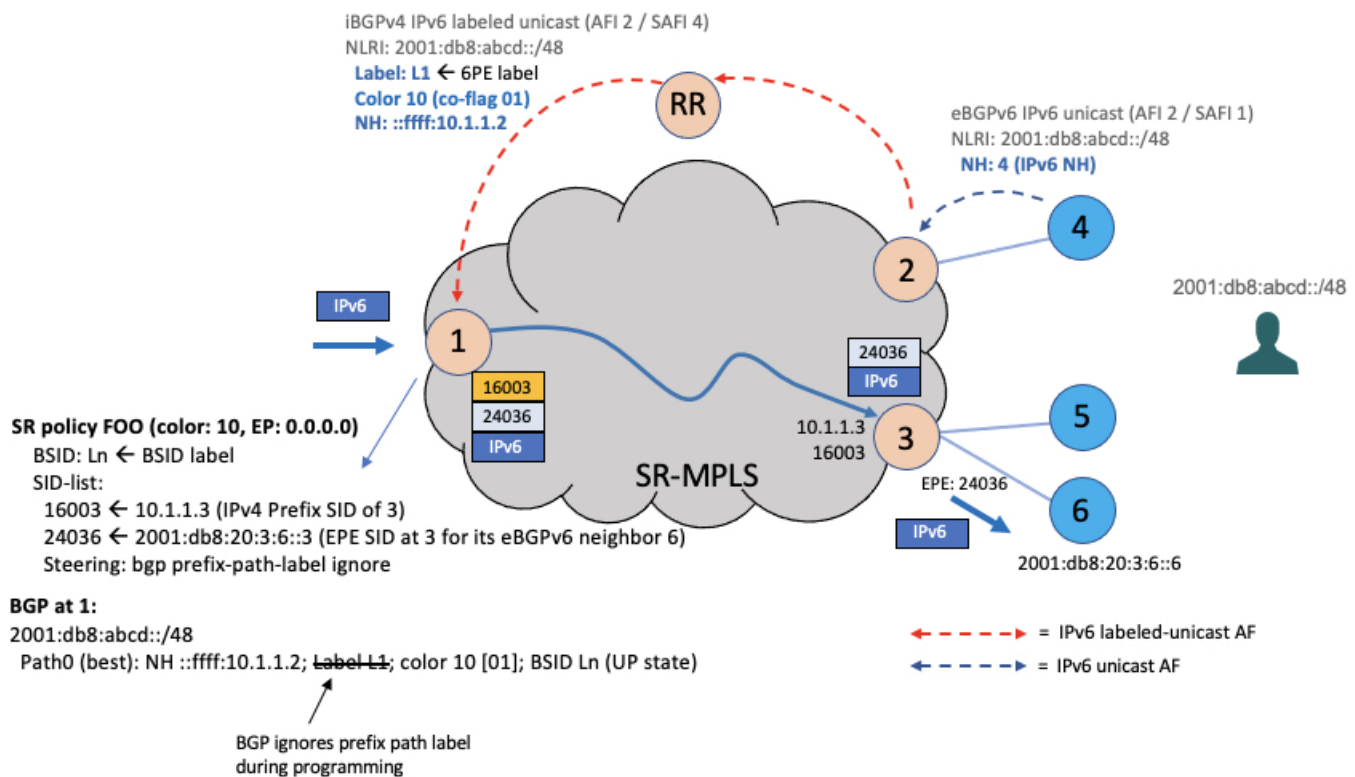 iBGPv4 IPv6 labeled unicast (AFI 2 / SAFI 4)
NLRI: 2001:db8:abcd::/48
Label: L1 ← 6PE label
Color 10 (co-flag 01)
NH: ::ffff:10.1.1.2
RR
eBGPv6 IPv6 unicast (AFI 2 / SAFI 1)
NLRI: 2001:db8:abcd::/48
NH: 4 (IPv6 NH)
4
2
2001:db8:abcd::/48
IPv6
1
16003
24036
IPv6
24036
IPv6
10.1.1.3
16003
3
5
SR-MPLS
EPE: 24036
6
IPv6
2001:db8:20:3:6::6
SR policy FOO (color: 10, EP: 0.0.0.0)
BSID: Ln ← BSID label
SID-list:
16003 ← 10.1.1.3 (IPv4 Prefix SID of 3)
24036 ← 2001:db8:20:3:6::3 (EPE SID at 3 for its eBGPv6 neighbor 6)
Steering: bgp prefix-path-label ignore
BGP at 1:
2001:db8:abcd::/48
Path0 (best): NH ::ffff:10.1.1.2; Label L1; color 10 [01]; BSID Ln (UP state)
BGP ignores prefix path label
during programming
= IPv6 labeled-unicast AF
= IPv6 unicast AF